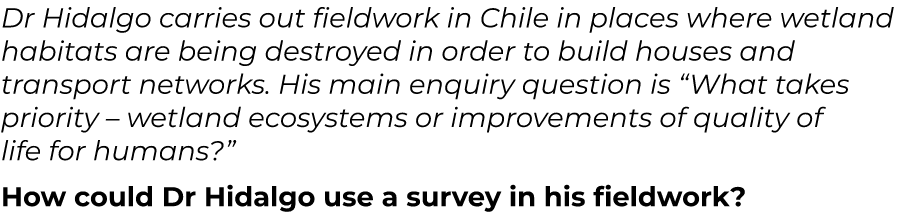 Dr Hidalgo carries out fieldwork in Chile in places where wetland
habitats are being destroyed in order to build houses and
transport networks. His main enquiry question is “What takes
priority – wetland ecosystems or improvements of quality of
life for humans?”
How could Dr Hidalgo use a survey in his fieldwork?